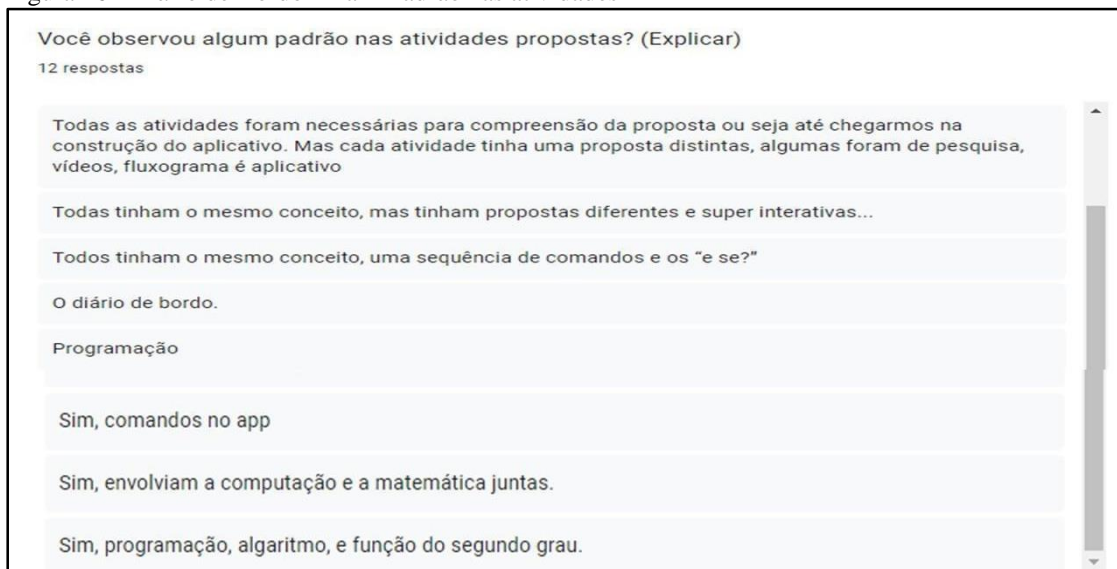 Você observou algum padrão nas atividades propostas? (Explicar)
12 respostas
Todas as atividades foram necessárias para compreensão da proposta ou seja até chegarmos na
construção do aplicativo. Mas cada atividade tinha uma proposta distintas, algumas foram de pesquisa,
vídeos, fluxograma é aplicativo
Todas tinham o mesmo conceito, mas tinham propostas diferentes e super interativas...
Todos tinham o mesmo conceito, uma sequência de comandos e os “e se?”
O diário de bordo.
Programação
Sim, comandos no app
Sim, envolviam a computação e a matemática juntas.
Sim, programação, algaritmo, e função do segundo grau.